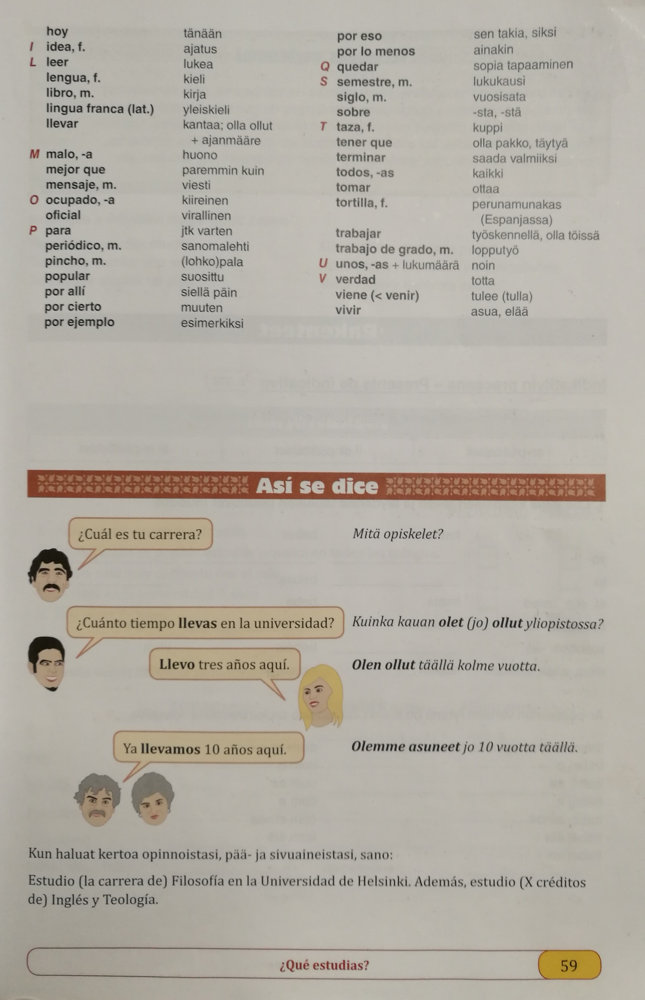 hoy tänään
I idea, f. ajatus
L leer lukea
lengua, f. kieli
libro, m. kirja
lingua franca (lat.) yleiskieli
llevar kantaa; olla ollut
+ ajanmääre
M malo, -a huono
mejor que paremmin kuin
mensaje, m. viesti
O ocupado, -a kiireinen
oficial virallinen
P para jtk varten
periódico, m. sanomalehti
pincho, m. (lohko)pala
popular suosittu
por allí siellä päin
por cierto muuten
por ejemplo esimerkiksi
por eso sen takia, siksi
por lo menos ainakin
Q quedar sopia tapaaminen
S semestre, m. lukukausi
siglo, m. vuosisata
sobre -sta, -stä
T taza, f. kuppi
tener que olla pakko, täytyä
terminar saada valmiiksi
todos, -as kaikki
tomar ottaa
tortilla, f. perunamunakas
(Espanjassa)
trabajar työskennellä, olla töissä
trabajo de grado, m. lopputyö
U unos, -as + lukumäärä noin
V verdad totta
viene (< venir) tulee (tulla)
vivir asua, elää
Así se dice
¿Cuál es tu carrera? Mitä opiskelet?
¿Cuánto tiempo llevas en la universidad? Kuinka kauan olet (jo) ollut yliopistossa?
Llevo tres años aquí. Olen ollut täällä kolme vuotta.
Ya llevamos 10 años aquí. Olemme asuneet jo 10 vuotta täällä.
Kun haluat kertoa opinnoistasi, pää- ja sivuaineistasi, sano:
Estudio (la carrera de) Filosofía en la Universidad de Helsinki. Además, estudio (X créditos
de) Inglés y Teología.
¿Qué estudias? 59